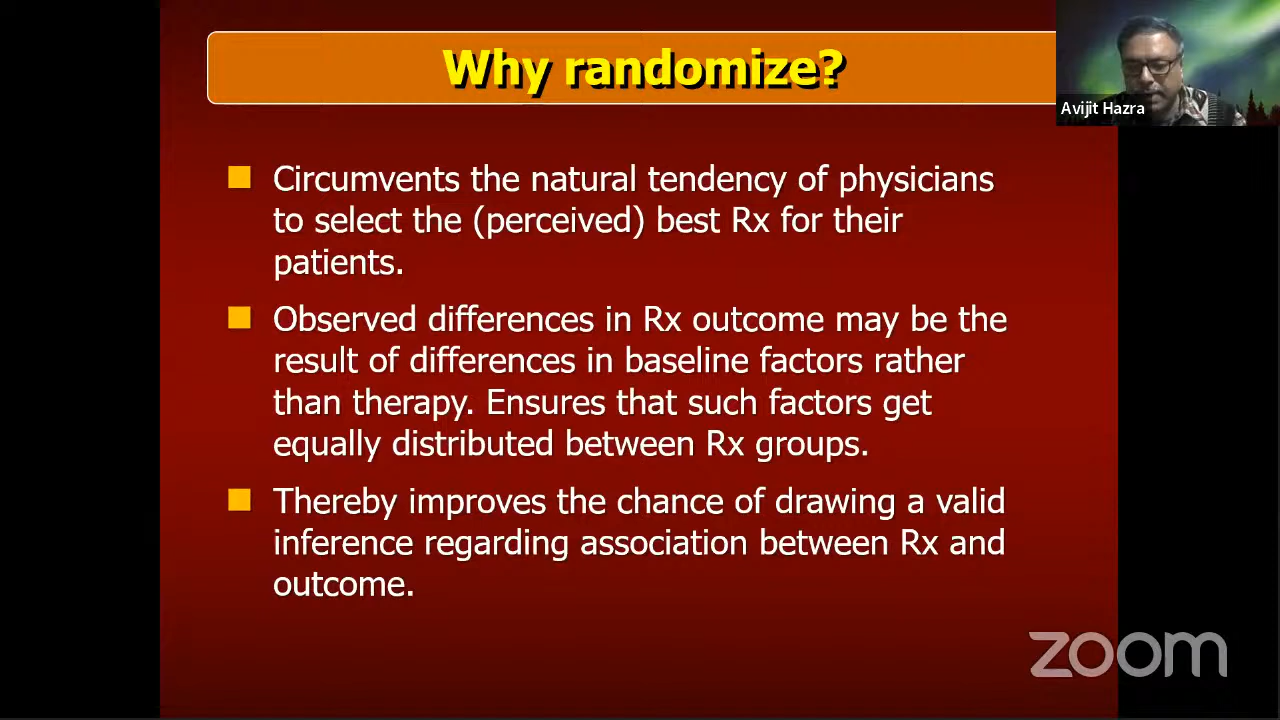 Why randomize?
Avijit Hazra
Circumvents the natural tendency of physicians
to select the (perceived) best Rx for their
patients.
Observed differences in Rx outcome may be the
result of differences in baseline factors rather
than therapy. Ensures that such factors get
equally distributed between Rx groups.
Thereby improves the chance of drawing a valid
inference regarding association between Rx and
outcome.
zoom